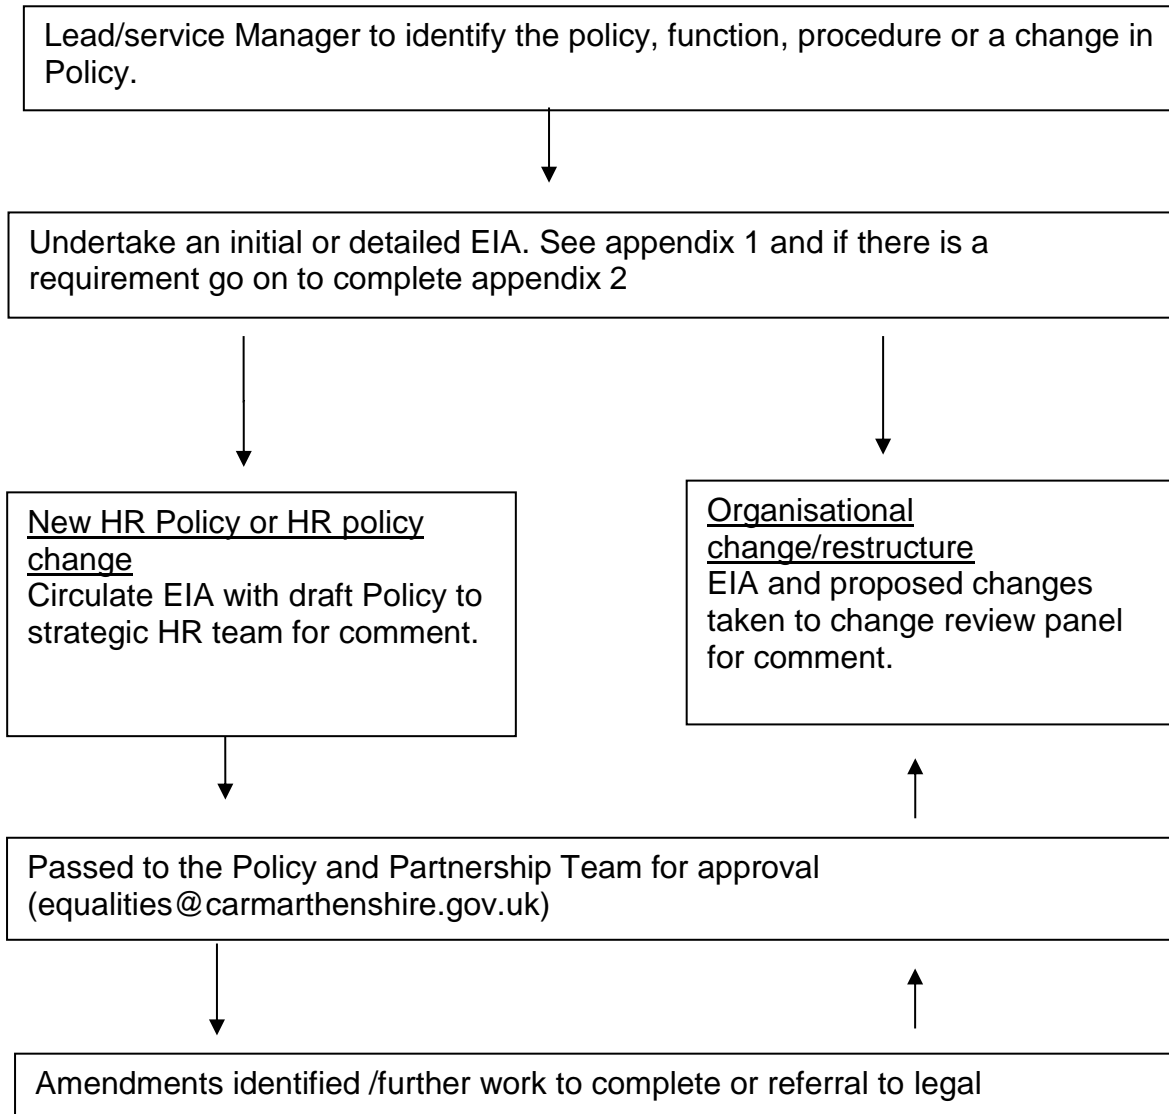 Lead/service Manager to identify the policy, function, procedure or a change in
Policy.
Undertake an initial or detailed EIA. See appendix 1 and if there is a
requirement go on to complete appendix 2
New HR Policy or HR policy
change
Circulate EIA with draft Policy to
strategic HR team for comment.
Organisational
change/restructure
EIA and proposed changes
taken to change review panel
for comment.
Passed to the Policy and Partnership Team for approval
(equalities@carmarthenshire.gov.uk)
Amendments identified /further work to complete or referral to legal